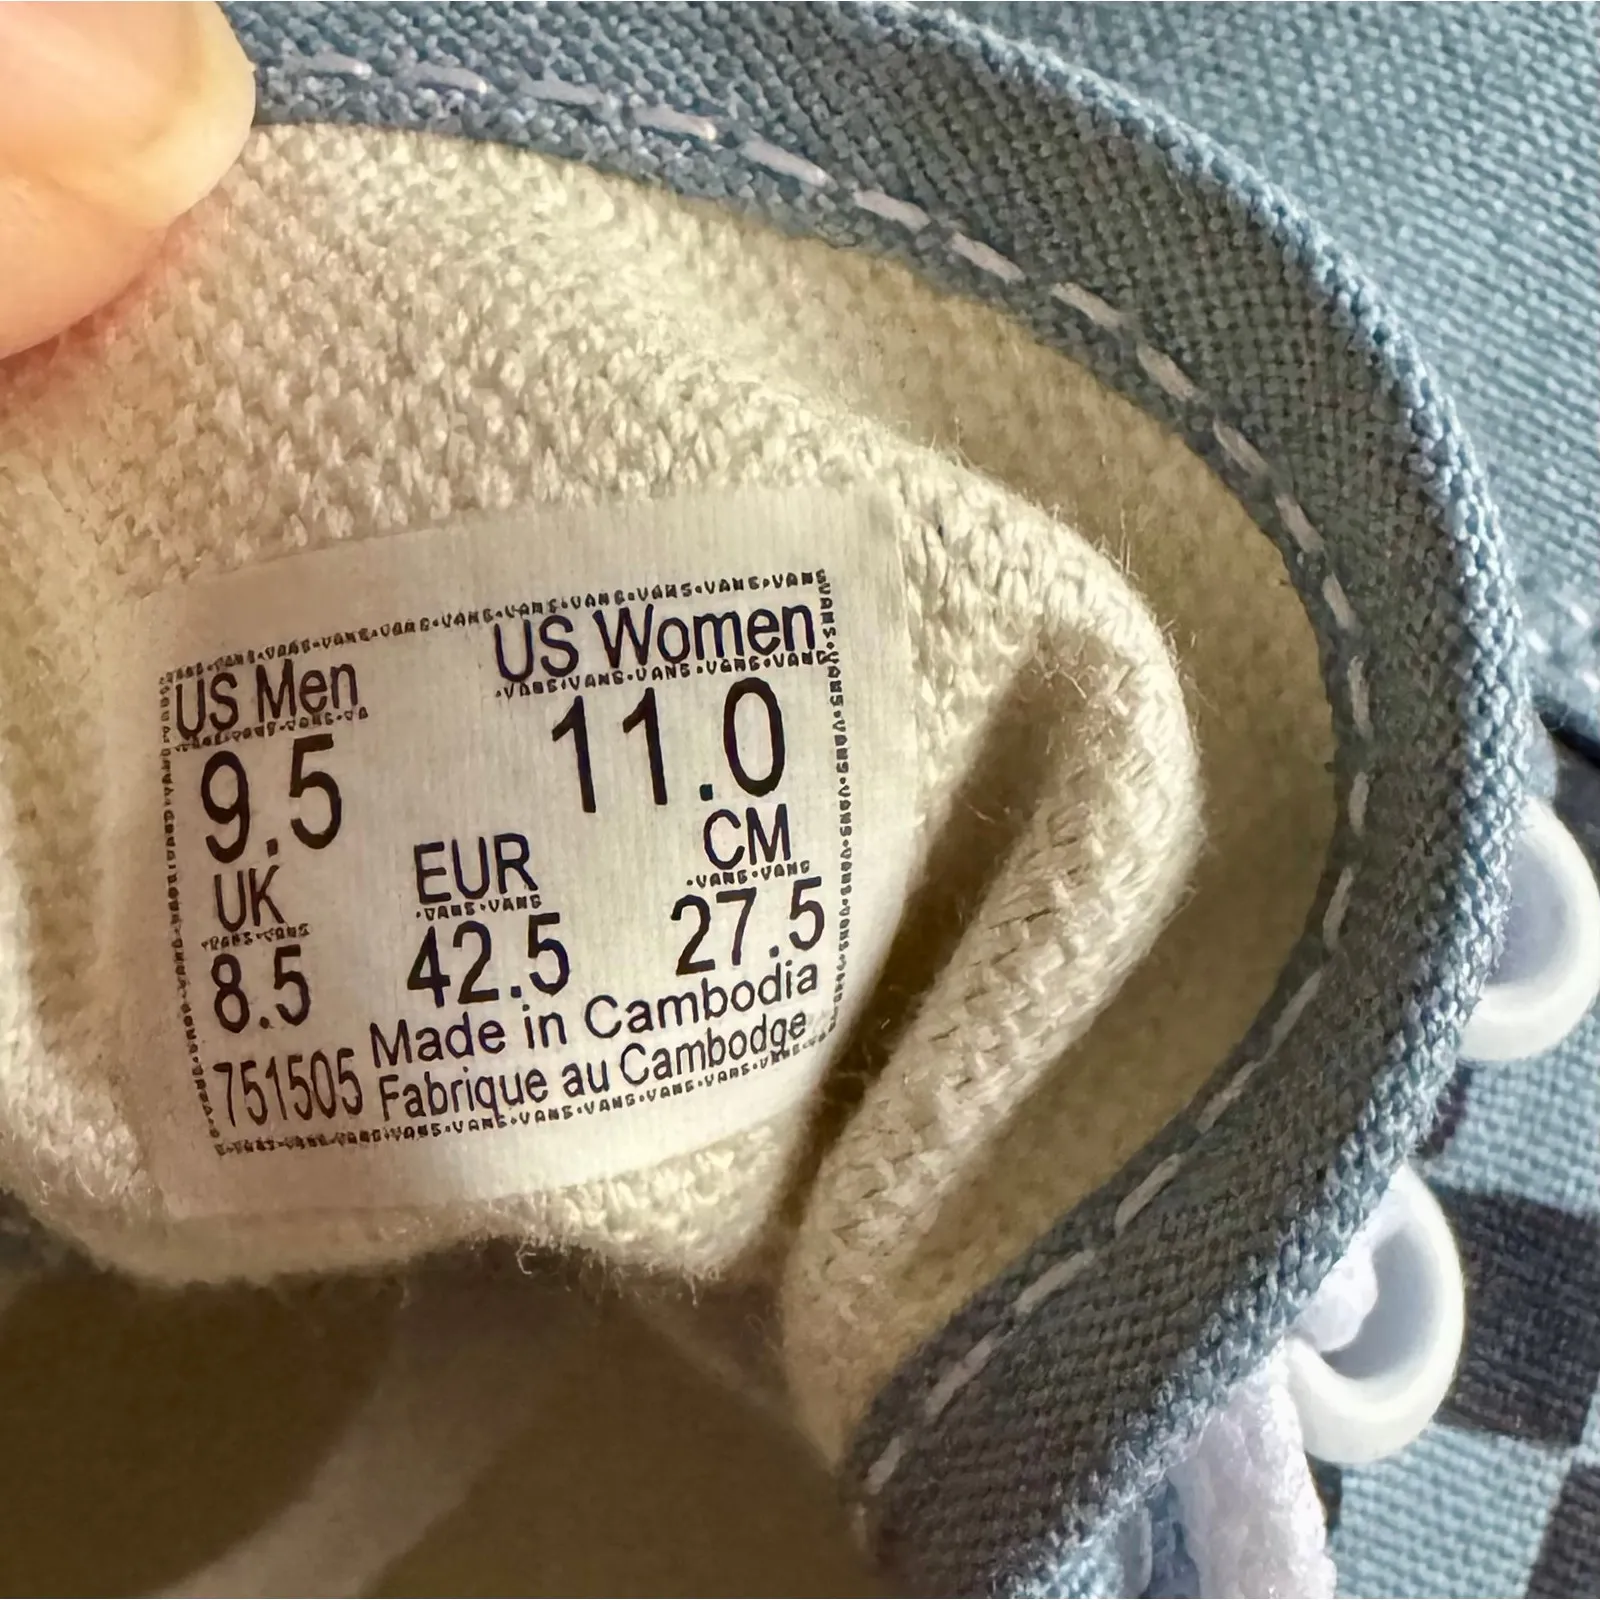 US Men US Women
9.5 11.0
UK EUR CM
8.5 42.5 27.5
Made in Cambodia
751505 Fabrique au Cambodge